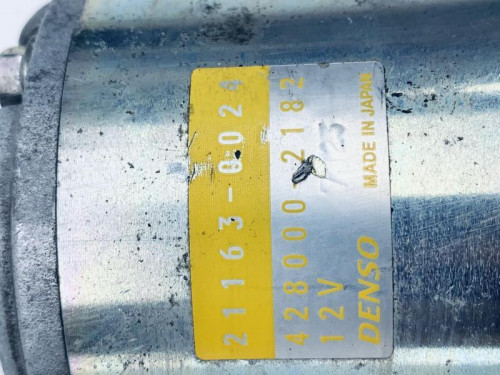 21163-0024
428000-2182
12V
DENSO MADE IN JAPAN